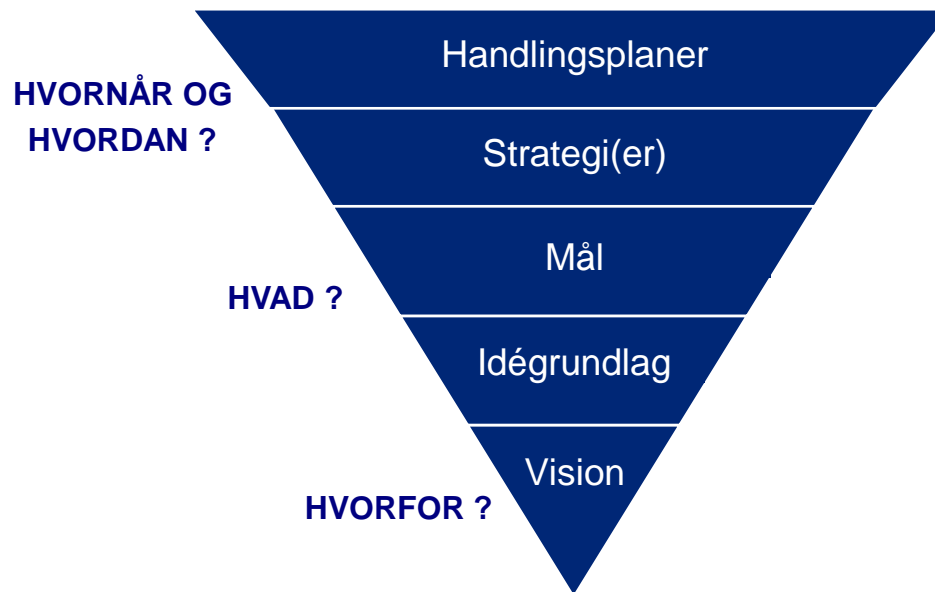 Handlingsplaner
HVORNÅR OG
HVORDAN ?
Strategi(er)
Mål
HVAD ?
Idégrundlag
Vision
HVORFOR ?